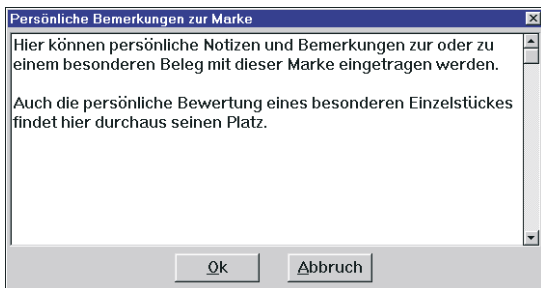 Persönliche Bemerkungen zur Marke
Hier können persönliche Notizen und Bemerkungen zur oder zu
einem besonderen Beleg mit dieser Marke eingetragen werden.
Auch die persönliche Bewertung eines besonderen Einzelstückes
findet hier durchaus seinen Platz.
Ok
Abbruch